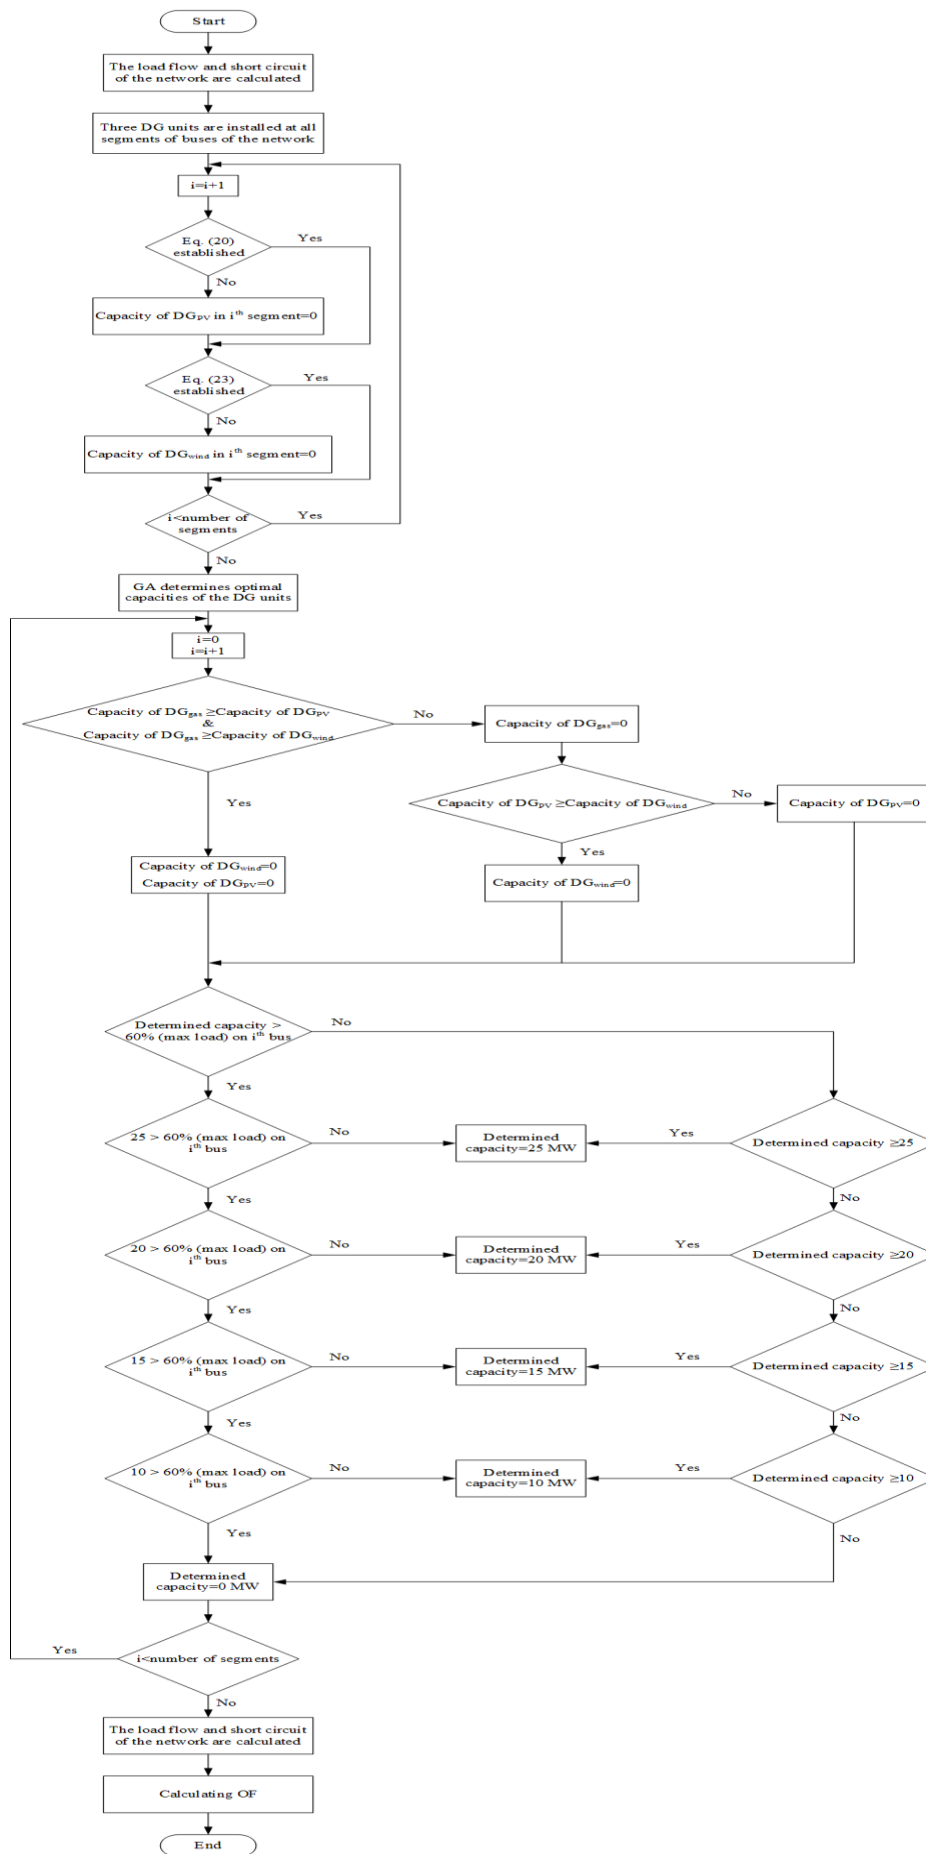 Start
The load flow and short circuit
of the network are calculated
Three DG units are installed at all
segments of buses of the network
i=i+1
Eq. (20)
established
Yes
No
Capacity of DGPV in ith segment=0
Eq. (23)
established
Yes
No
Capacity of DGwind in ith segment=0
i<number of
segments
Yes
No
GA determines optimal
capacities of the DG units
i=0
i=i+1
Capacity of DGgas ≥Capacity of DGPV
&
Capacity of DGgas ≥Capacity of DGwind
No
Capacity of DGgas=0
Yes
Capacity of DGPV ≥Capacity of DGwind
No
Capacity of DGPV=0
Yes
Capacity of DGwind=0
Capacity of DGPV=0
Capacity of DGwind=0
Determined capacity >
60% (max load) on ith bus
No
Yes
25 > 60% (max load) on
ith bus
No
Determined
capacity=25 MW
Yes
Determined capacity ≥25
Yes
No
20 > 60% (max load) on
ith bus
No
Determined
capacity=20 MW
Yes
Determined capacity ≥20
Yes
No
15 > 60% (max load) on
ith bus
No
Determined
capacity=15 MW
Yes
Determined capacity ≥15
Yes
No
10 > 60% (max load) on
ith bus
No
Determined
capacity=10 MW
Yes
Determined capacity ≥10
Yes
No
Determined
capacity=0 MW
i<number of segments
Yes
No
The load flow and short circuit
of the network are calculated
Calculating OF
End